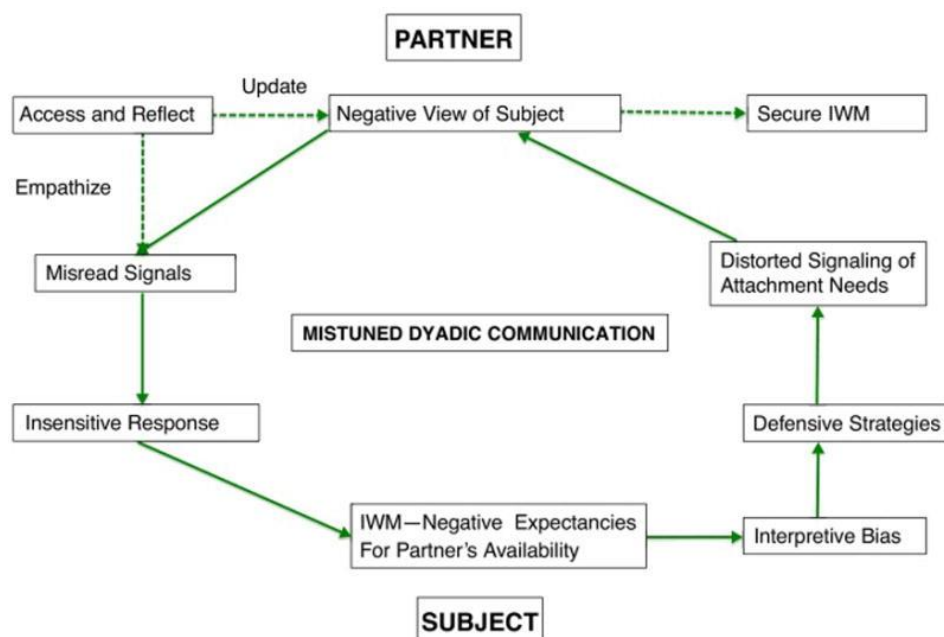 PARTNER
Update
Access and Reflect
Negative View of Subject
Secure IWM
Empathize
Misread Signals
Distorted Signaling of
Attachment Needs
MISTUNED DYADIC COMMUNICATION
Insensitive Response
Defensive Strategies
IWM—Negative Expectancies
For Partner's Availability
Interpretive Bias
SUBJECT